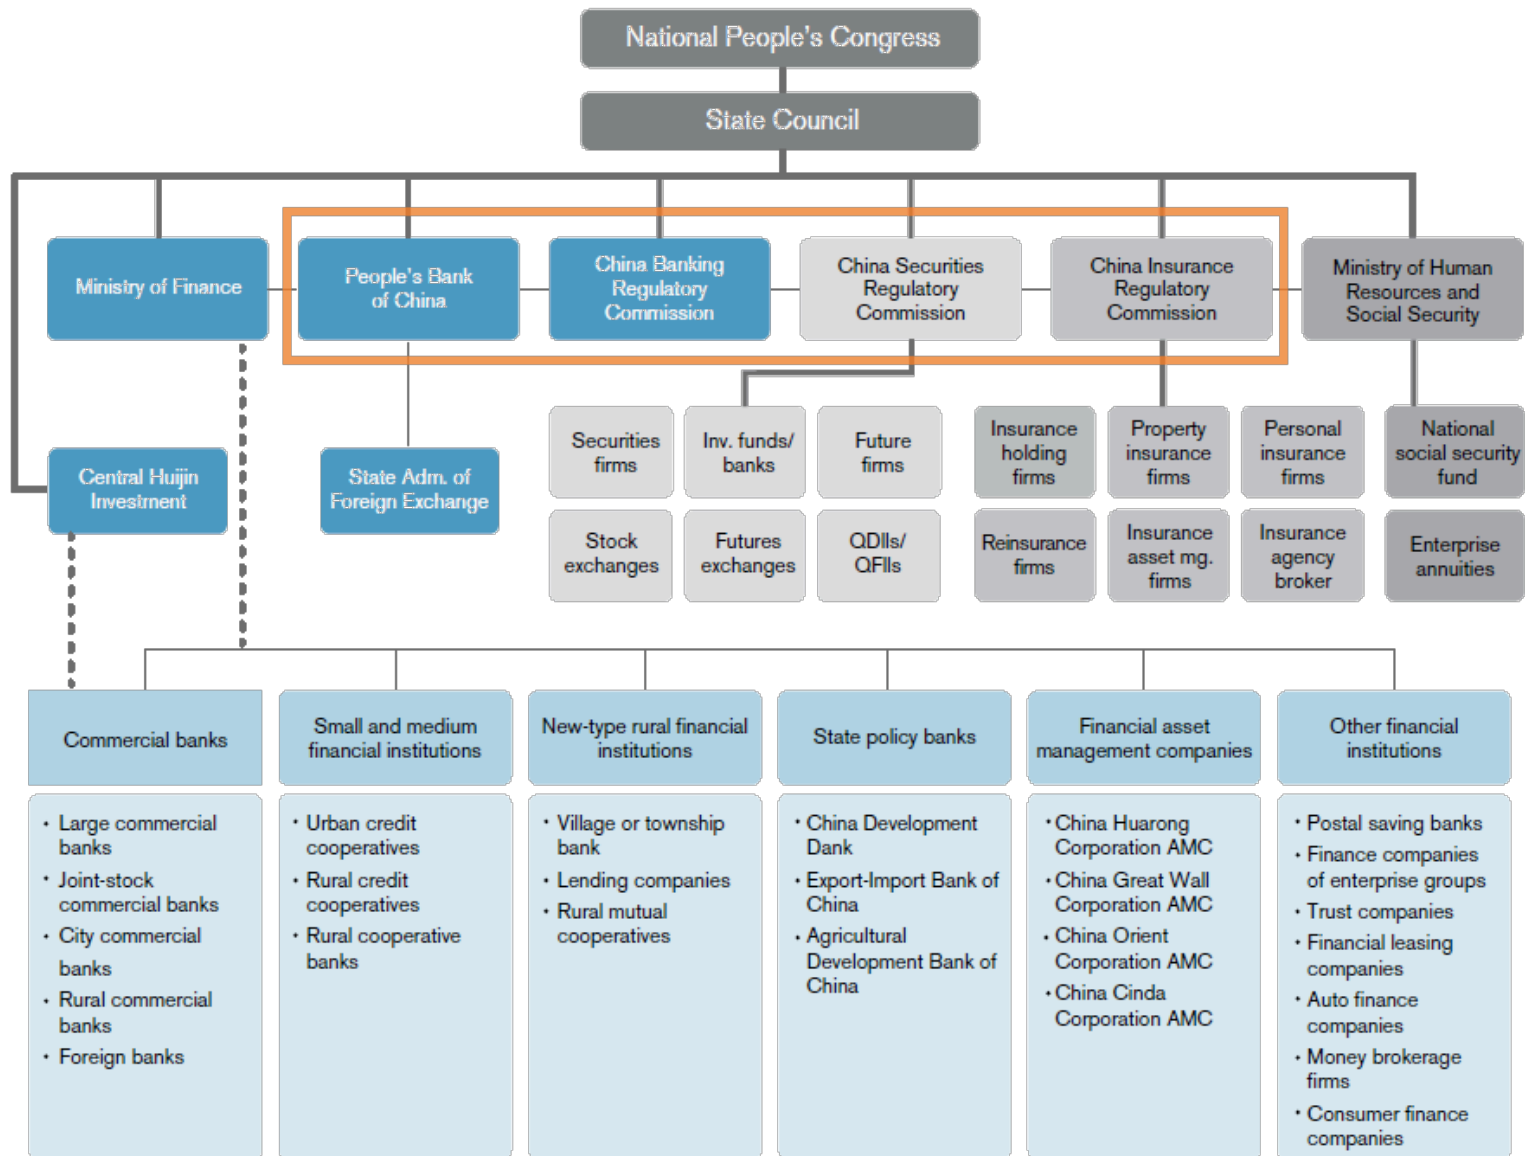 National People's Congress
State Council
Ministry of Finance
People's Bank
of China
China Banking
Regulatory
Commission
China Securities
Regulatory
Commission
China Insurance
Regulatory
Commission
Ministry of Human
Resources and
Social Security
Central Huijin
Investment
State Adm. of
Foreign Exchange
Securities
firms
Inv. funds/
banks
Future
firms
Insurance
holding
firms
Property
insurance
firms
Personal
insurance
firms
National
social security
fund
Stock
exchanges
Futures
exchanges
QDIIs/
QFIIs
Reinsurance
firms
Insurance
asset mg.
firms
Insurance
agency
broker
Enterprise
annuities
Commercial banks
Small and medium
financial institutions
New-type rural financial
institutions
State policy banks
Financial asset
management companies
Other financial
institutions
• Large commercial
banks
• Joint-stock
commercial banks
• City commercial
banks
• Rural commercial
banks
• Foreign banks
• Urban credit
cooperatives
• Rural credit
cooperatives
• Rural cooperative
banks
• Village or township
bank
• Lending companies
• Rural mutual
cooperatives
• China Development
Dank
• Export-Import Bank of
China
• Agricultural
Development Bank of
China
• China Huarong
Corporation AMC
• China Great Wall
Corporation AMC
• China Orient
Corporation AMC
• China Cinda
Corporation AMC
• Postal saving banks
• Finance companies
of enterprise groups
• Trust companies
• Financial leasing
companies
• Auto finance
companies
• Money brokerage
firms
• Consumer finance
companies